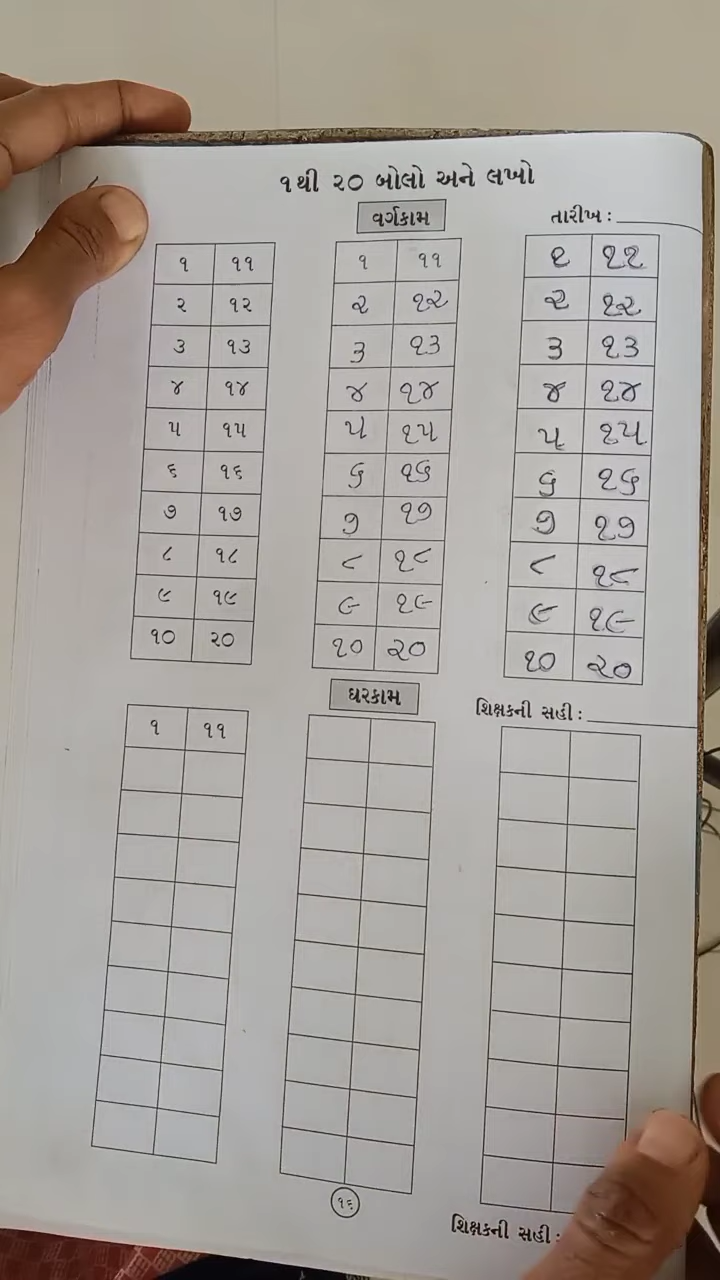 ૧થી ૨૦ બોલો અને લખો
વર્ગકામ તારીખ:
૧ ૧૧ ૧ ૧૧ ૧ ૧૧
૨ ૧૨ ૨ ૧૨ ૨ ૧૨
૩ ૧૩ ૩ ૧૩ ૩ ૧૩
૪ ૧૪ ૪ ૧૪ ૪ ૧૪
૫ ૧૫ ૫ ૧૫ ૫ ૧૫
૬ ૧૬ ૬ ૧૬ ૬ ૧૬
૭ ૧૭ ૭ ૧૭ ૭ ૧૭
૮ ૧૮ ૮ ૧૮ ૮ ૧૮
૯ ૧૯ ૯ ૧૯ ૯ ૧૯
૧૦ ૨૦ ૧૦ ૨૦ ૧૦ ૨૦
ઘરકામ શિક્ષકની સહી:
૧ ૧૧
૧૬
શિક્ષકની સહી: